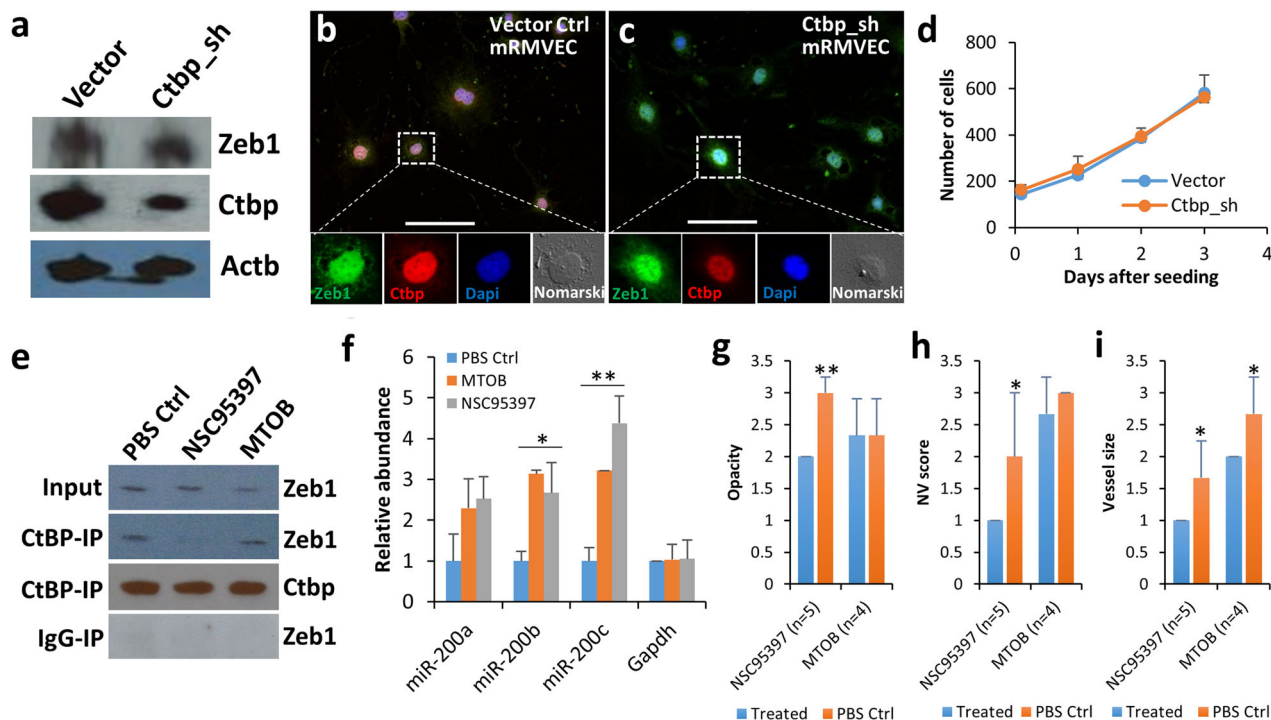 a
Vector
Ctbp_sh
Zeb1
Ctbp
Actb
b
Vector Ctrl
mRMVEC
Zeb1
Ctbp
Dapi
Nomarski
c
Ctbp_sh
mRMVEC
Zeb1
Ctbp
Dapi
Nomarski
d
Number of cells
800
600
400
200
0
Vector
Ctbp_sh
0
1
2
3
4
Days after seeding
e
PBS Ctrl
NSC95397
MTOB
Input
Zeb1
CtBP-IP
Zeb1
CtBP-IP
Ctbp
IgG-IP
Zeb1
f
Relative abundance
6
5
4
3
2
1
0
PBS Ctrl
MTOB
NSC95397
*
**
miR-200a
miR-200b
miR-200c
Gapdh
g
Opacity
3.5
3
2.5
2
1.5
1
0.5
0
**
NSC95397 (n=5)
MTOB (n=4)
Treated
PBS Ctrl
h
NV score
3.5
3
2.5
2
1.5
1
0.5
0
*
NSC95397 (n=5)
MTOB (n=4)
Treated
PBS Ctrl
i
Vessel size
3.5
3
2.5
2
1.5
1
0.5
0
*
*
NSC95397 (n=5)
MTOB (n=4)
Treated
PBS Ctrl